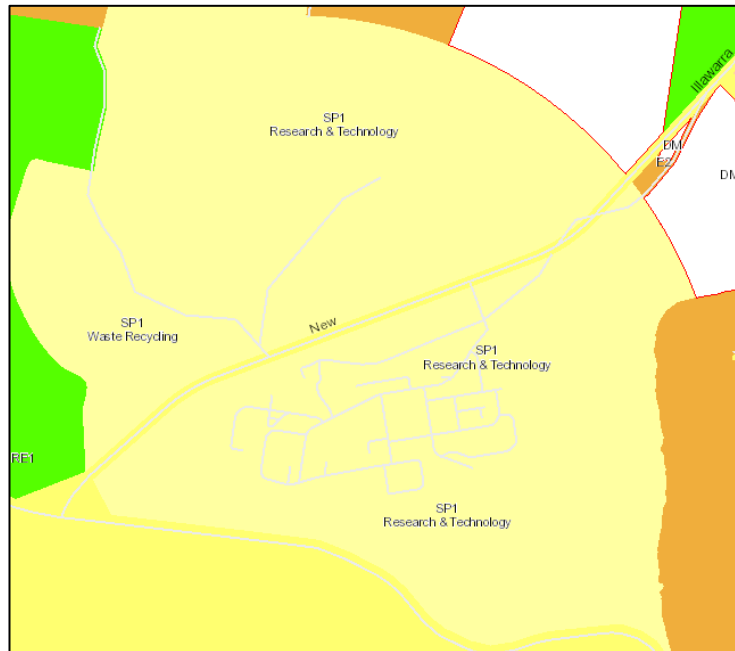 Illawarra
SP1
Research & Technology
DM
E2
DM
New
SP1
Waste Recycling
SP1
Research & Technology
RE1
SP1
Research & Technology